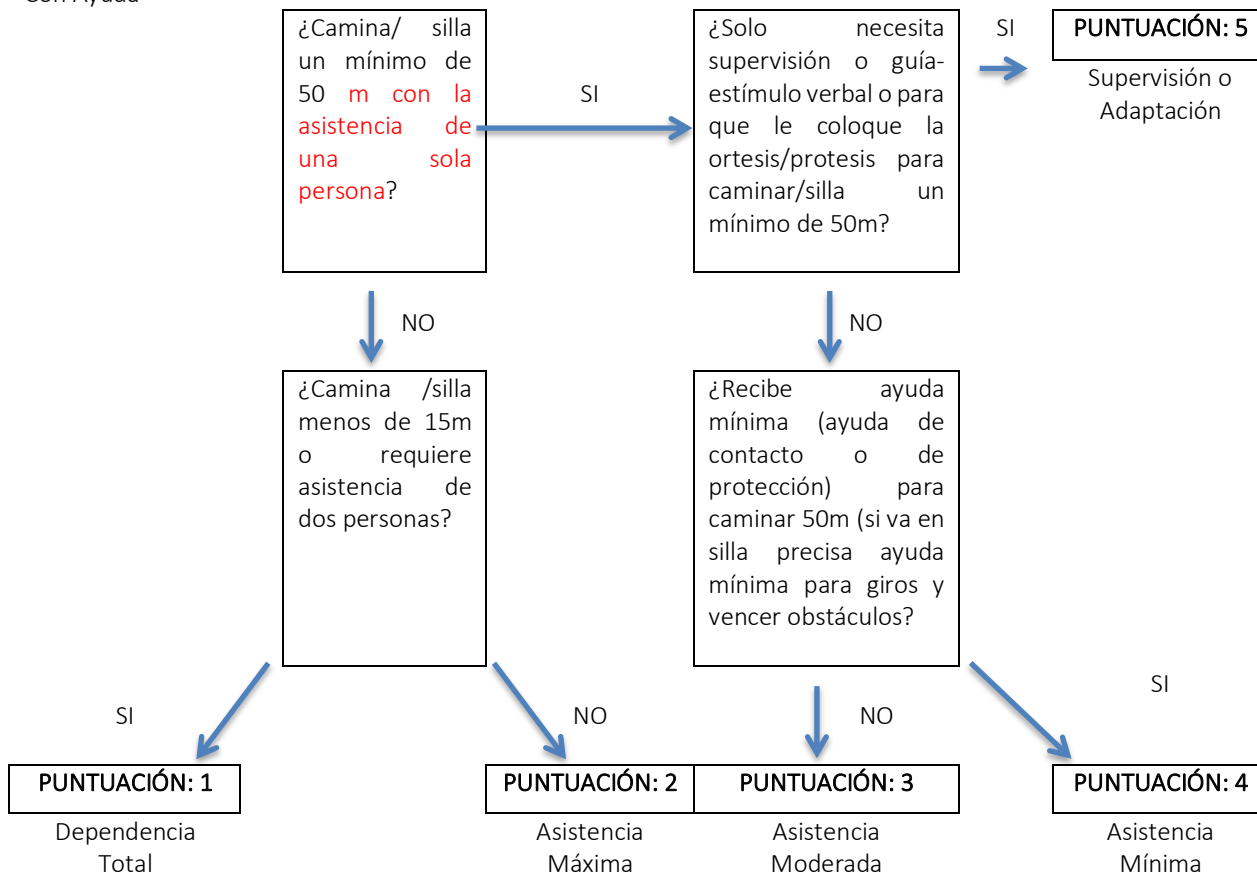 Con Ayuda
¿Camina/ silla
un mínimo de
50 m con la
asistencia de
una sola
persona?
SI
¿Solo necesita
supervisión o guía-
estímulo verbal o para
que le coloque la
ortesis/protesis para
caminar/silla un
mínimo de 50m?
SI
PUNTUACIÓN: 5
Supervisión o
Adaptación
NO
NO
¿Camina /silla
menos de 15m
o requiere
asistencia de
dos personas?
¿Recibe ayuda
mínima (ayuda de
contacto o de
protección) para
caminar 50m (si va en
silla precisa ayuda
mínima para giros y
vencer obstáculos?
SI
NO
NO
SI
PUNTUACIÓN: 1
Dependencia
Total
PUNTUACIÓN: 2
Asistencia
Máxima
PUNTUACIÓN: 3
Asistencia
Moderada
PUNTUACIÓN: 4
Asistencia
Mínima